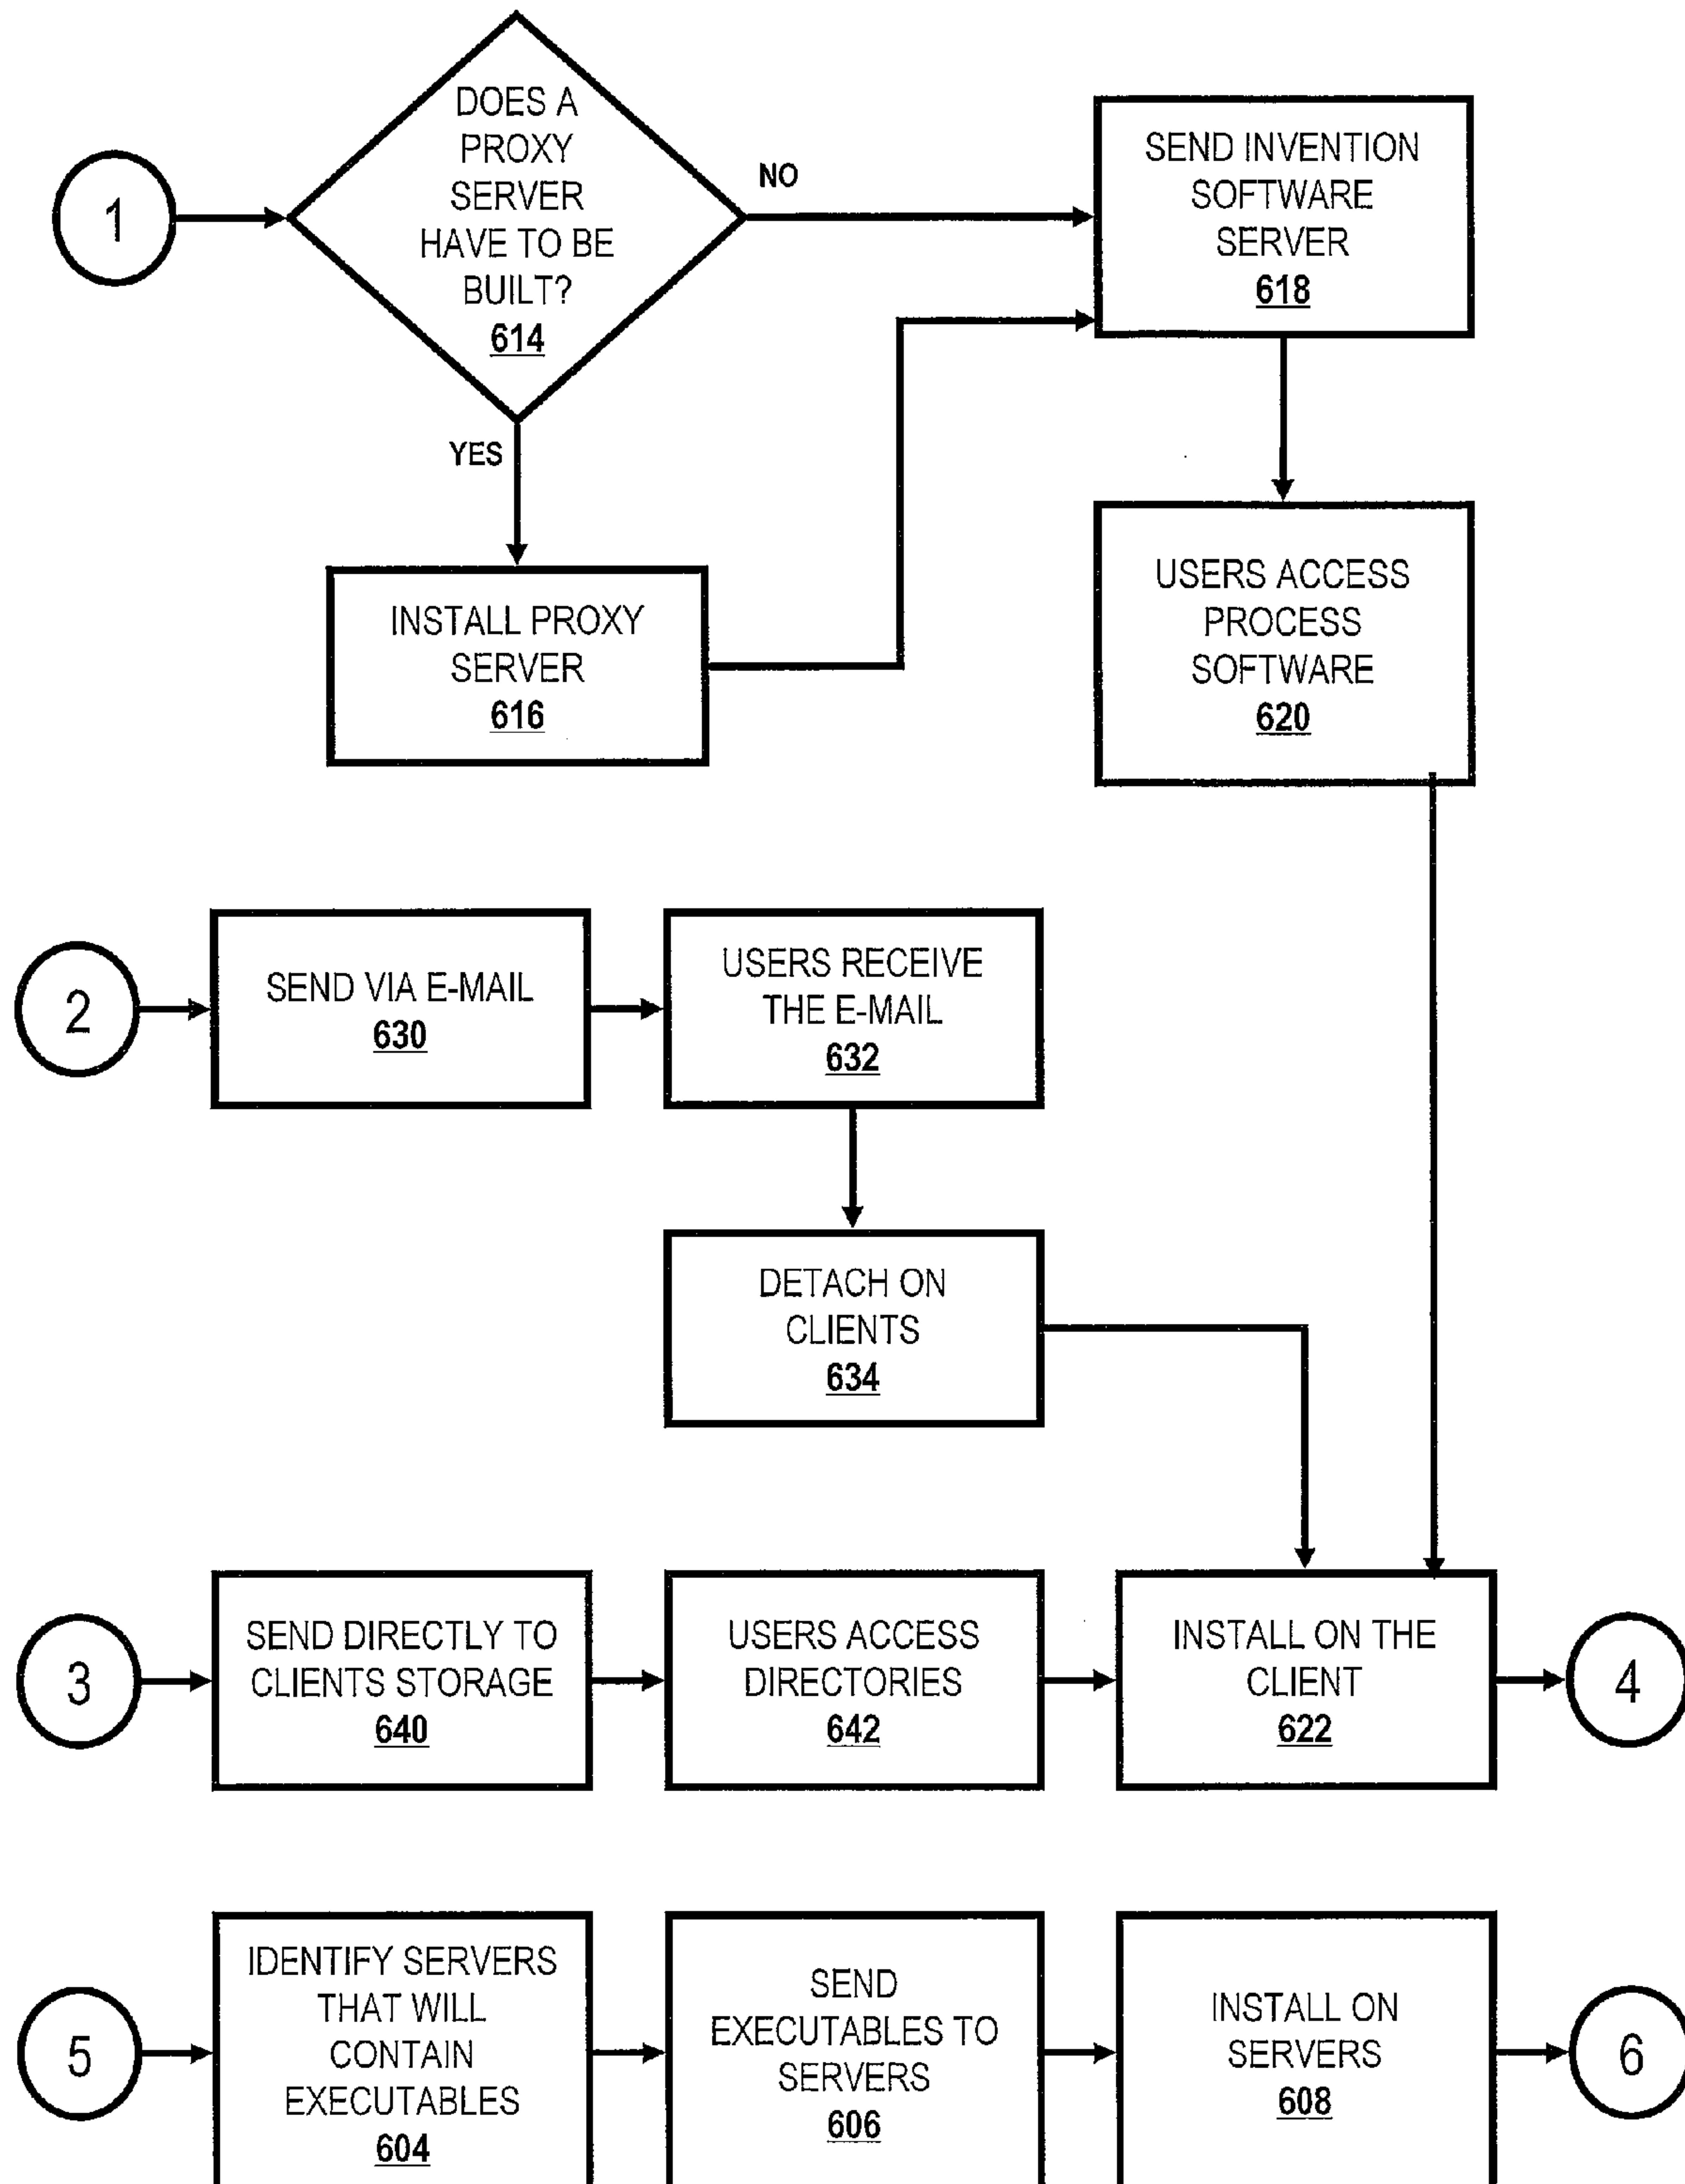 1
DOES A
PROXY
SERVER
HAVE TO BE
BUILT?
614
NO
YES
SEND INVENTION
SOFTWARE
SERVER
618
INSTALL PROXY
SERVER
616
USERS ACCESS
PROCESS
SOFTWARE
620
2
SEND VIA E-MAIL
630
USERS RECEIVE
THE E-MAIL
632
DETACH ON
CLIENTS
634
3
SEND DIRECTLY TO
CLIENTS STORAGE
640
USERS ACCESS
DIRECTORIES
642
INSTALL ON THE
CLIENT
622
4
5
IDENTIFY SERVERS
THAT WILL
CONTAIN
EXECUTABLES
604
SEND
EXECUTABLES TO
SERVERS
606
INSTALL ON
SERVERS
608
6